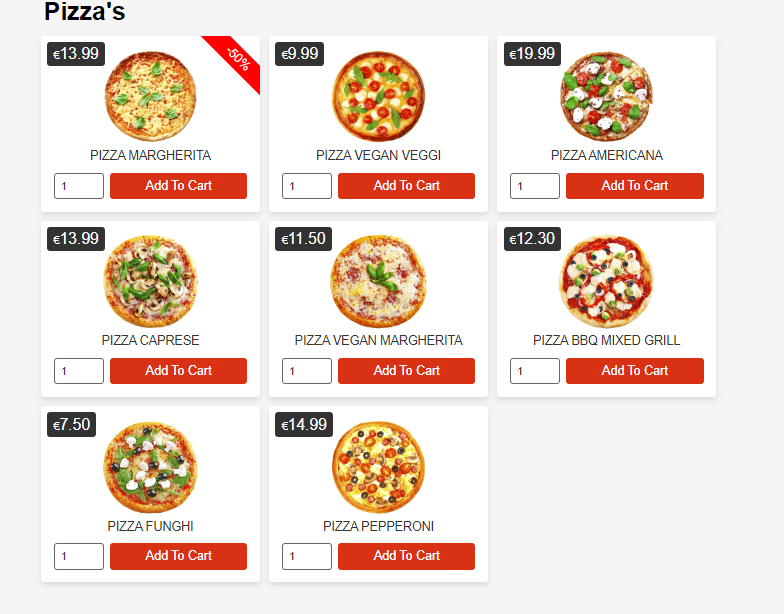 Pizza's
€13.99
-50%
PIZZA MARGHERITA
1
Add To Cart
€9.99
PIZZA VEGAN VEGGI
1
Add To Cart
€19.99
PIZZA AMERICANA
1
Add To Cart
€13.99
PIZZA CAPRESE
1
Add To Cart
€11.50
PIZZA VEGAN MARGHERITA
1
Add To Cart
€12.30
PIZZA BBQ MIXED GRILL
1
Add To Cart
€7.50
PIZZA FUNGHI
1
Add To Cart
€14.99
PIZZA PEPPERONI
1
Add To Cart